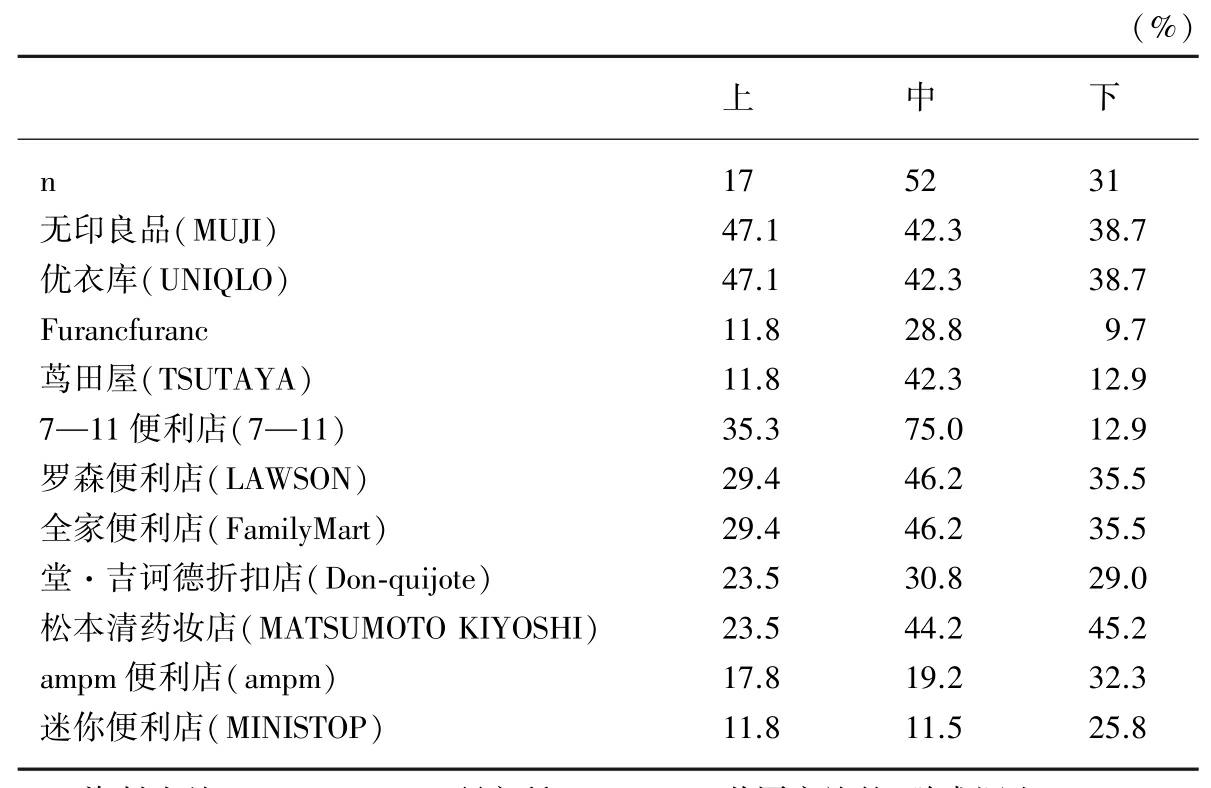 (%)
上 中 下
n 17 52 31
无印良品(MUJI) 47.1 42.3 38.7
优衣库(UNIQLO) 47.1 42.3 38.7
Furancfuranc 11.8 28.8 9.7
茑田屋(TSUTAYA) 11.8 42.3 12.9
7—11便利店(7—11) 35.3 75.0 12.9
罗森便利店(LAWSON) 29.4 46.2 35.5
全家便利店(FamilyMart) 29.4 46.2 35.5
堂·吉诃德折扣店(Don-quijote) 23.5 30.8 29.0
松本清药妆店(MATSUMOTO KIYOSHI) 23.5 44.2 45.2
ampm便利店(ampm) 17.8 19.2 32.3
迷你便利店(MINISTOP) 11.8 11.5 25.8